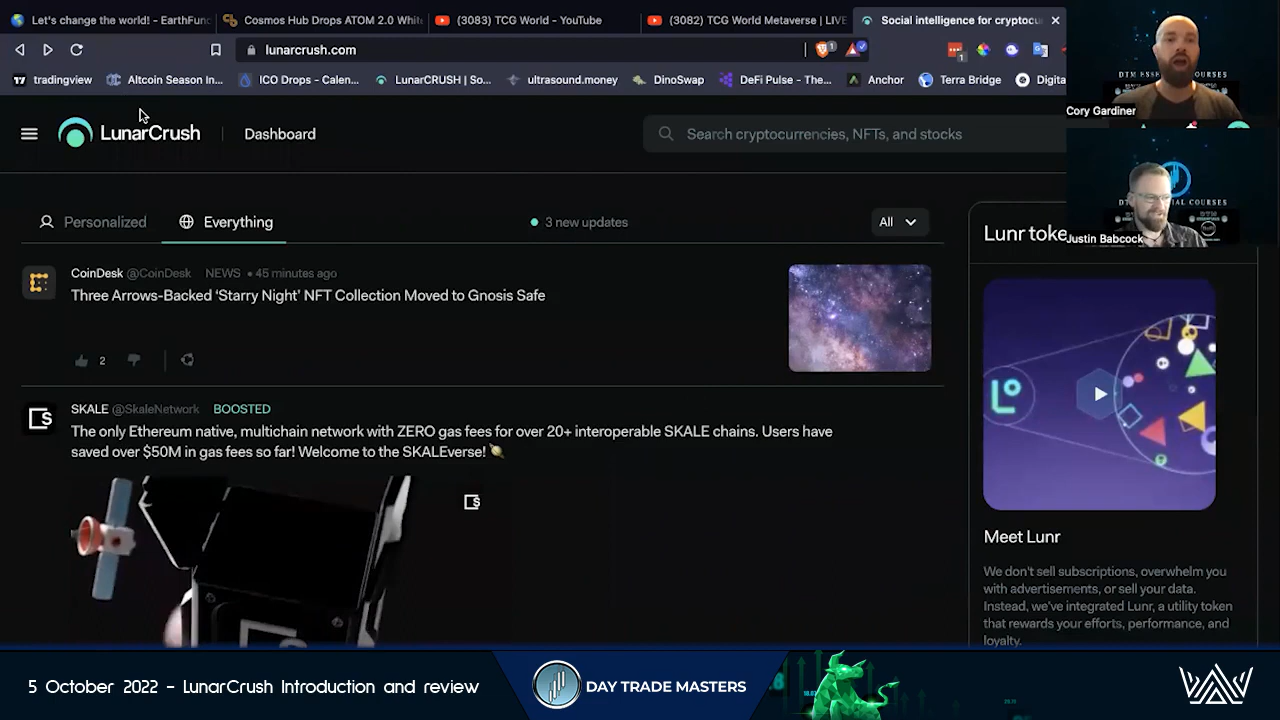 Let's change the world! - EarthFunc
Cosmos Hub Drops ATOM 2.0 White
(3083) TCG World - YouTube
(3082) TCG World Metaverse | LIVE
Social intelligence for cryptocu
lunarcrush.com
1
1
tradingview
Altcoin Season In...
ICO Drops - Calen...
LunarCRUSH | So...
ultrasound.money
DinoSwap
DeFi Pulse - The...
Anchor
Terra Bridge
Digita
DTM ESSE
COURSES
Cory Gardiner
LunarCrush
Dashboard
Search cryptocurrencies, NFTs, and stocks
COURSES
Justin Babcock
Personalized
Everything
3 new updates
All
Lunr toke
CoinDesk @CoinDesk NEWS • 45 minutes ago
Three Arrows-Backed ‘Starry Night’ NFT Collection Moved to Gnosis Safe
2
SKALE @SkaleNetwork BOOSTED
The only Ethereum native, multichain network with ZERO gas fees for over 20+ interoperable SKALE chains. Users have
saved over $50M in gas fees so far! Welcome to the SKALEverse! 🪐
Meet Lunr
We don't sell subscriptions, overwhelm you
with advertisements, or sell your data.
Instead, we've integrated Lunr, a utility token
that rewards your efforts, performance, and
loyalty.
5 October 2022 - LunarCrush Introduction and review
DAY TRADE MASTERS